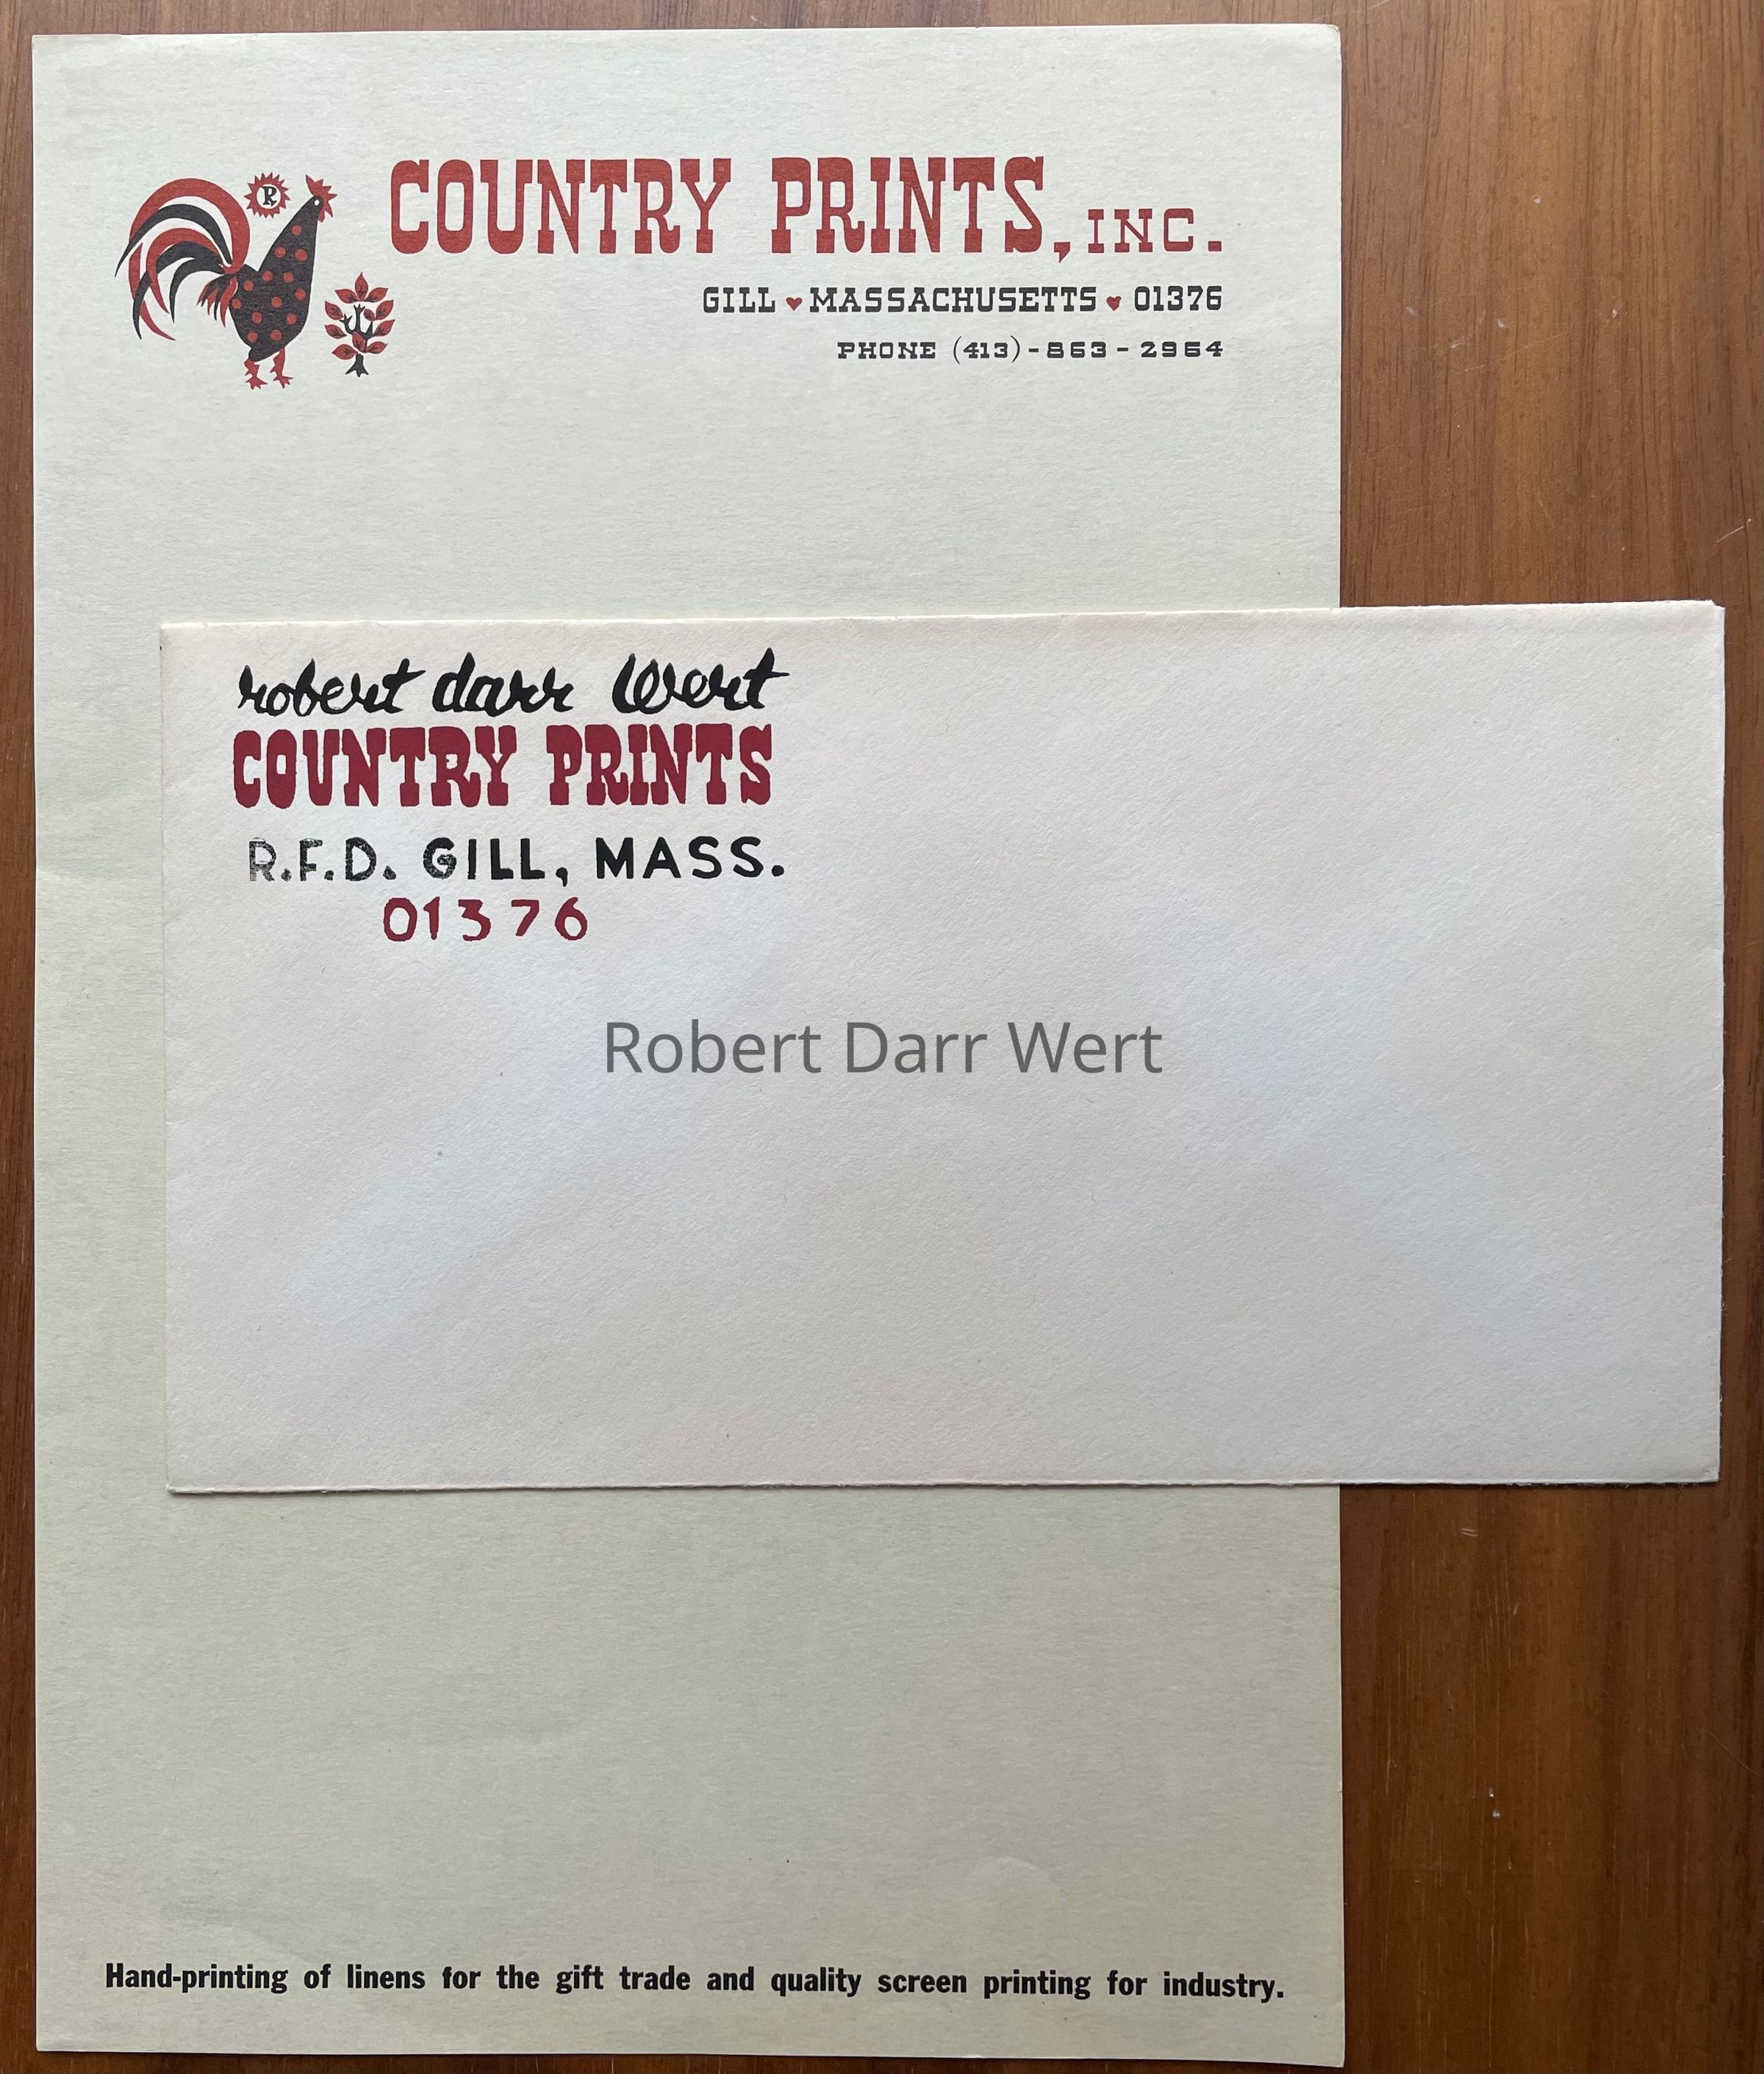 R
COUNTRY PRINTS, INC.
GILL ♥ MASSACHUSETTS ♥ 01376
PHONE (413)-863-2964
robert darr Wert
COUNTRY PRINTS
R.F.D. GILL, MASS.
01376
Robert Darr Wert
Hand-printing of linens for the gift trade and quality screen printing for industry.